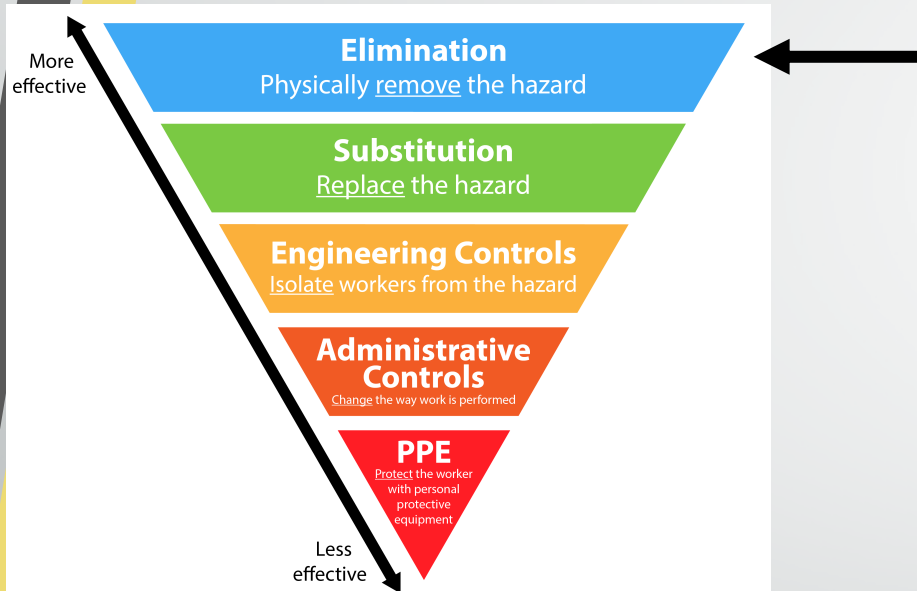 More
effective
Elimination
Physically remove the hazard
Substitution
Replace the hazard
Engineering Controls
Isolate workers from the hazard
Administrative
Controls
Change the way work is performed
PPE
Protect the worker
with personal
protective
equipment
Less
effective